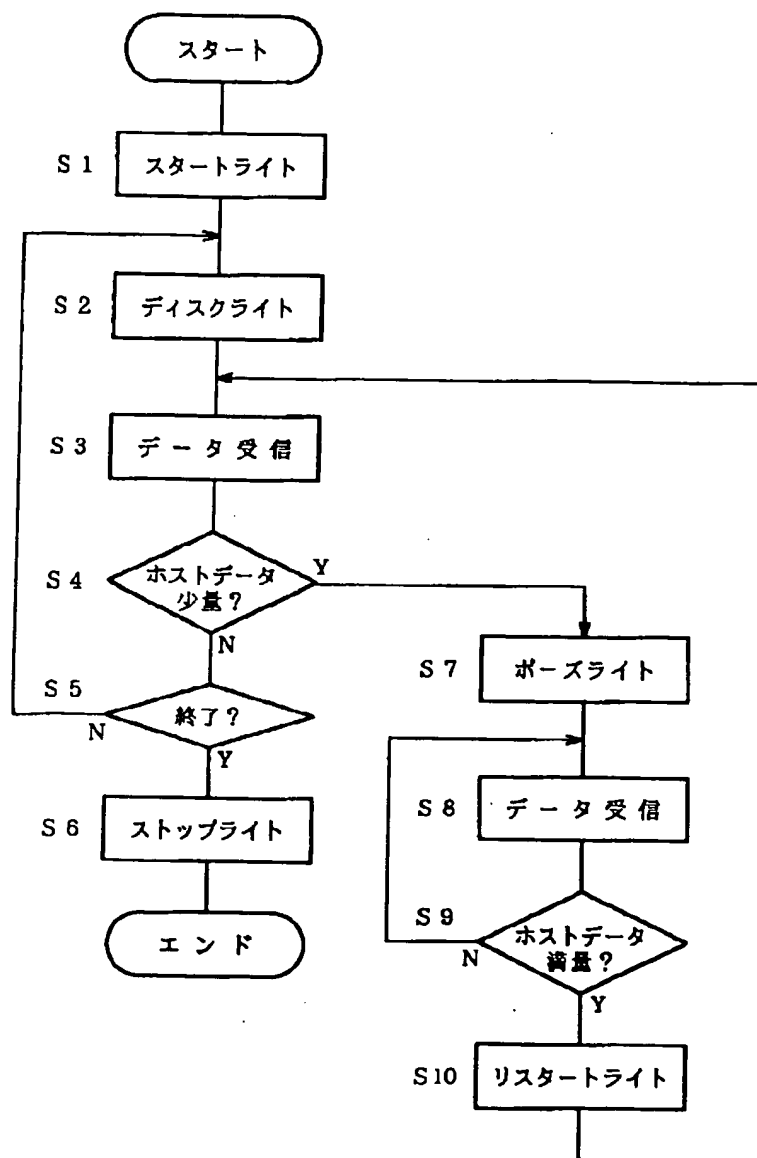 スタート
S1 スタートライト
S2 ディスクライト
S3 データ受信
S4 ホストデータ
少量?
Y
N
S5 終了?
N
Y
S6 ストップライト
エンド
S7 ポーズライト
S8 データ受信
S9 ホストデータ
満量?
N
Y
S10 リスタートライト